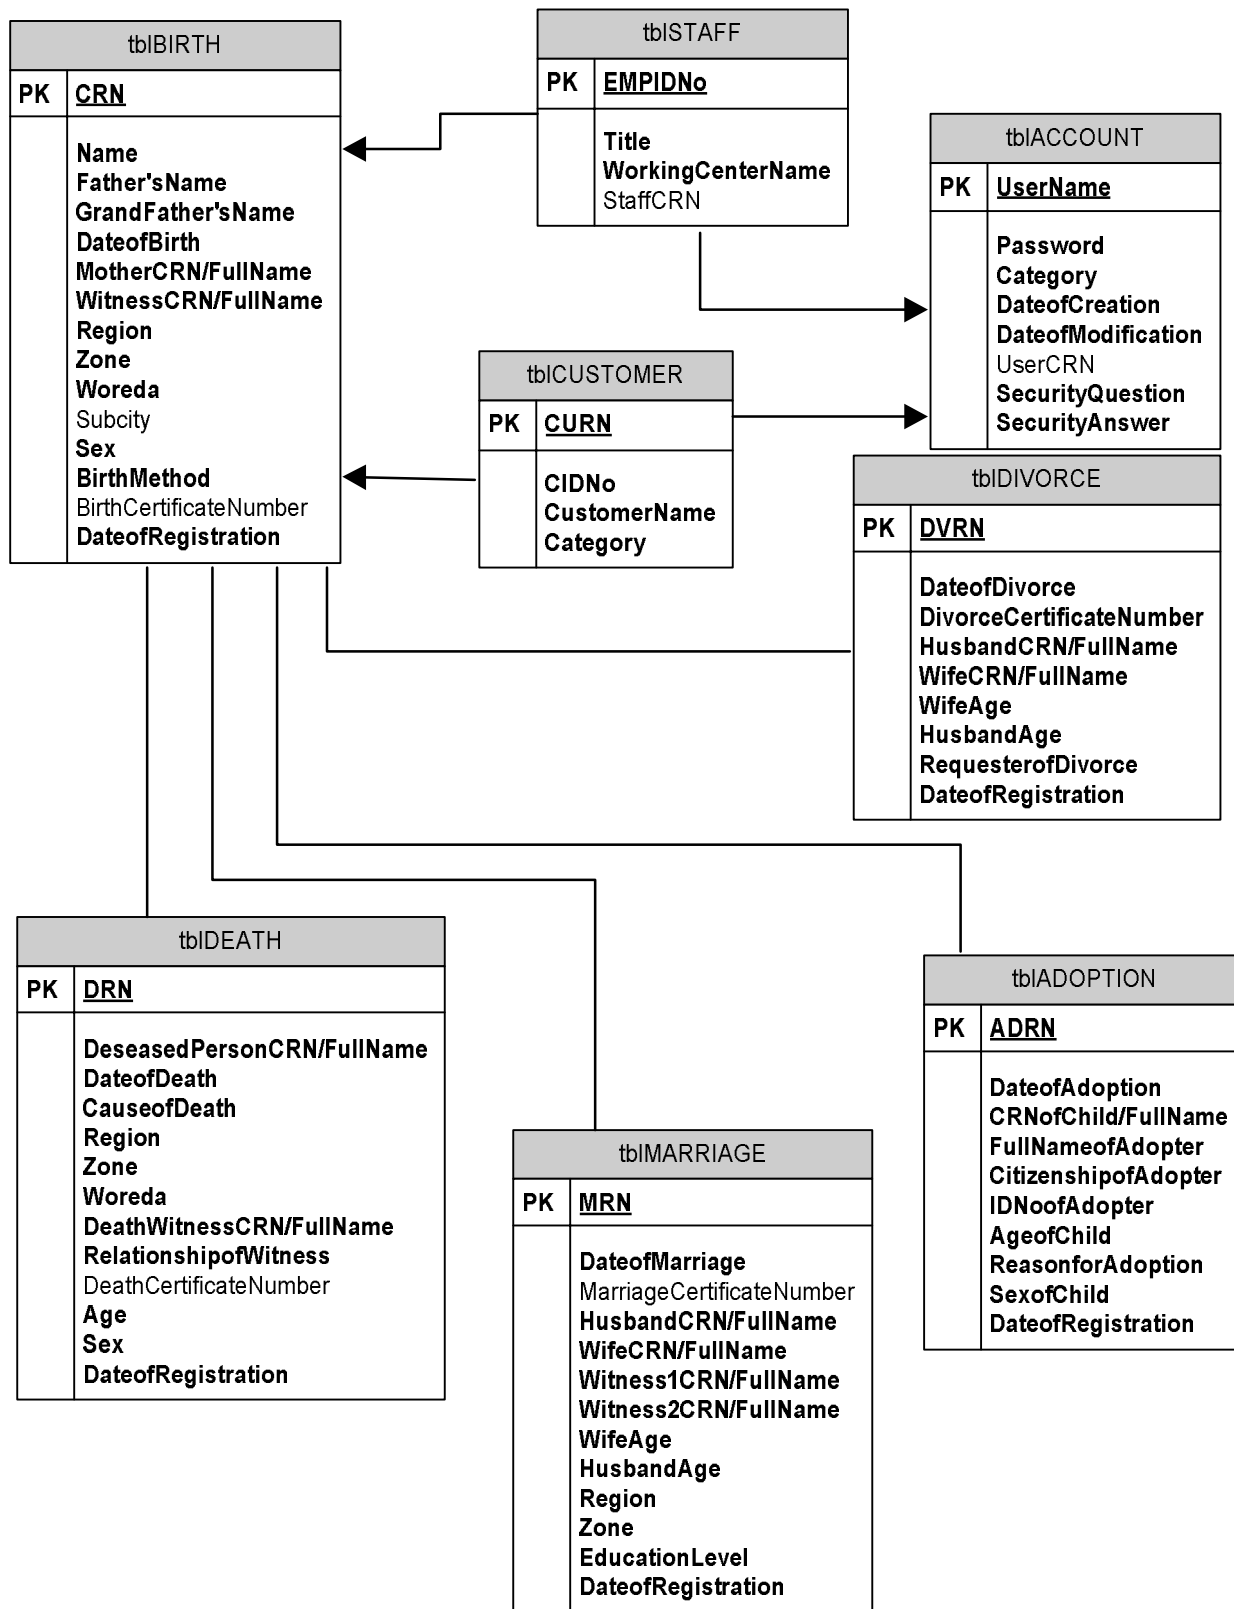 tblBIRTH
PK CRN
Name
Father'sName
GrandFather'sName
DateofBirth
MotherCRN/FullName
WitnessCRN/FullName
Region
Zone
Woreda
Subcity
Sex
BirthMethod
BirthCertificateNumber
DateofRegistration
tblSTAFF
PK EMPIDNo
Title
WorkingCenterName
StaffCRN
tblACCOUNT
PK UserName
Password
Category
DateofCreation
DateofModification
UserCRN
SecurityQuestion
SecurityAnswer
tblCUSTOMER
PK CURN
CIDNo
CustomerName
Category
tblDIVORCE
PK DVRN
DateofDivorce
DivorceCertificateNumber
HusbandCRN/FullName
WifeCRN/FullName
WifeAge
HusbandAge
RequesterofDivorce
DateofRegistration
tblDEATH
PK DRN
DeseasedPersonCRN/FullName
DateofDeath
CauseofDeath
Region
Zone
Woreda
DeathWitnessCRN/FullName
RelationshipofWitness
DeathCertificateNumber
Age
Sex
DateofRegistration
tblMARRIAGE
PK MRN
DateofMarriage
MarriageCertificateNumber
HusbandCRN/FullName
WifeCRN/FullName
Witness1CRN/FullName
Witness2CRN/FullName
WifeAge
HusbandAge
Region
Zone
EducationLevel
DateofRegistration
tblADOPTION
PK ADRN
DateofAdoption
CRNofChild/FullName
FullNameofAdopter
CitizenshipofAdopter
IDNoofAdopter
AgeofChild
ReasonforAdoption
SexofChild
DateofRegistration